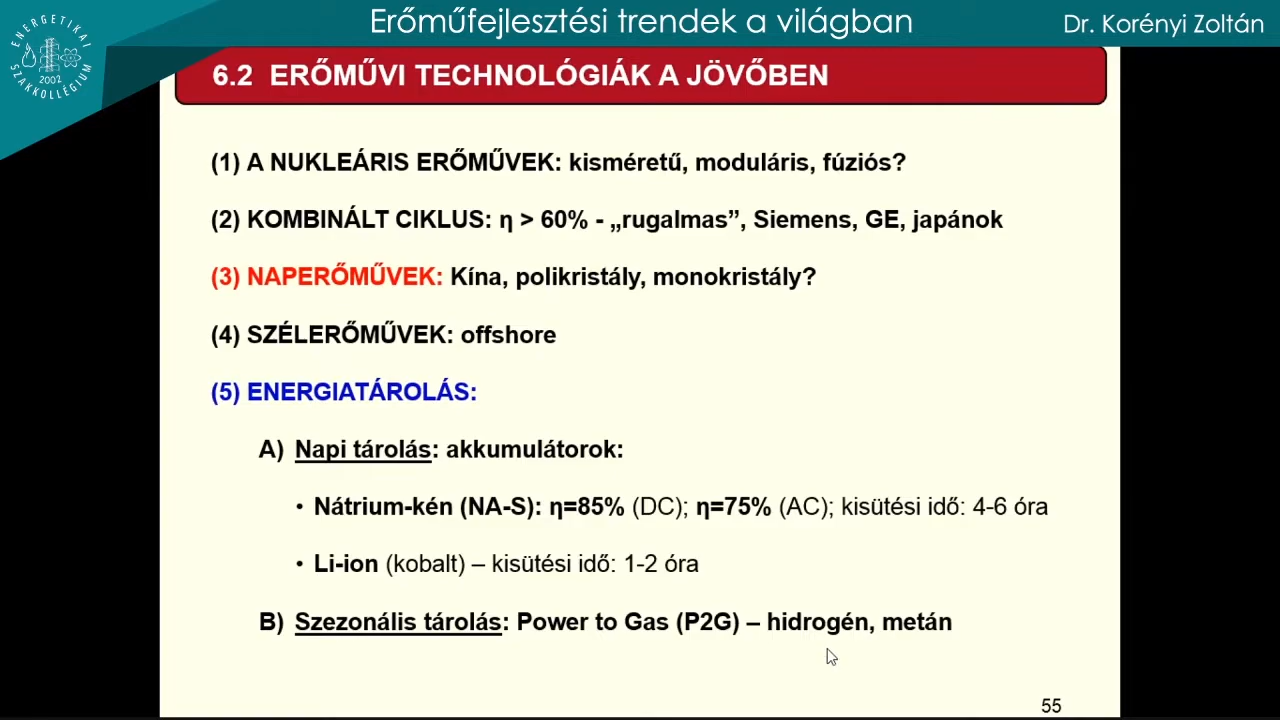 Erőműfejlesztési trendek a világban
Dr. Korényi Zoltán
ENERGETIKAI
2002
SZAKKOLLÉGIUM
6.2 ERŐMŰVI TECHNOLÓGIÁK A JÖVŐBEN
(1) A NUKLEÁRIS ERŐMŰVEK: kisméretű, moduláris, fúziós?
(2) KOMBINÁLT CIKLUS: η > 60% - „rugalmas”, Siemens, GE, japánok
(3) NAPERŐMŰVEK: Kína, polikristály, monokristály?
(4) SZÉLERŐMŰVEK: offshore
(5) ENERGIATÁROLÁS:
A) Napi tárolás: akkumulátorok:
• Nátrium-kén (NA-S): η=85% (DC); η=75% (AC); kisütési idő: 4-6 óra
• Li-ion (kobalt) – kisütési idő: 1-2 óra
B) Szezonális tárolás: Power to Gas (P2G) – hidrogén, metán
55